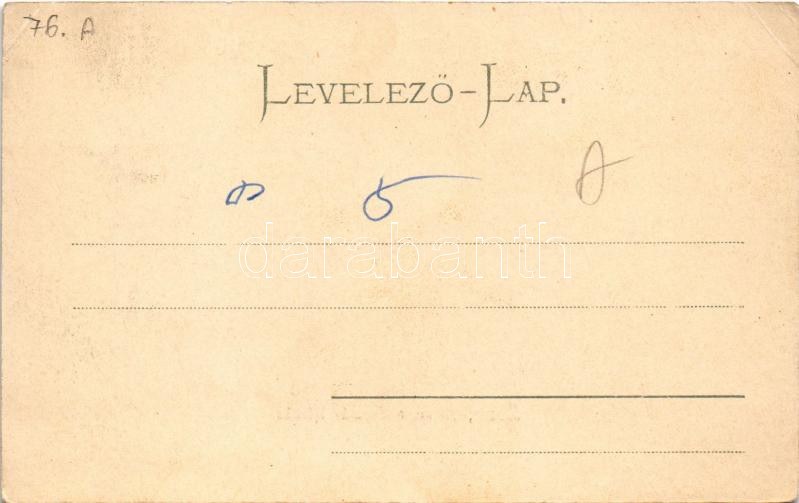 76. A
LEVELEZŐ-LAP.
5 A
darabanth